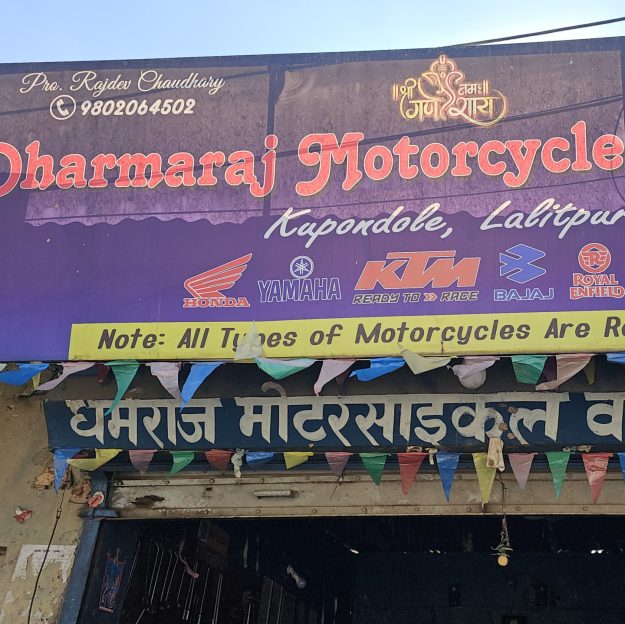 Pro. Rajdev Chaudhary
9802064502
॥श्री गणेशाय नमः॥
Dharmaraj Motorcycle
Kupondole, Lalitpur
HONDA YAMAHA KTM BAJAJ ROYAL ENFIELD
READY TO RACE
Note: All Types of Motorcycles Are Re
धर्मराज मोटरसाइकल व